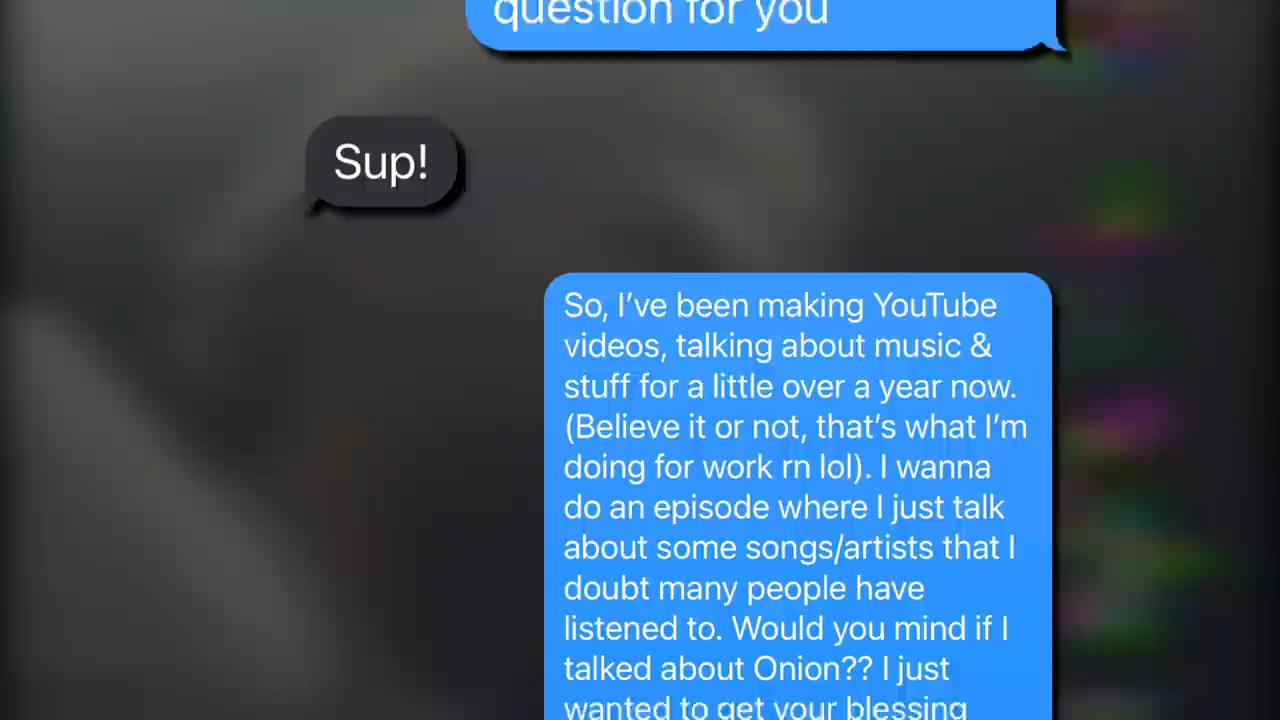 question for you
Sup!
So, I’ve been making YouTube
videos, talking about music &
stuff for a little over a year now.
(Believe it or not, that’s what I’m
doing for work rn lol). I wanna
do an episode where I just talk
about some songs/artists that I
doubt many people have
listened to. Would you mind if I
talked about Onion?? I just
wanted to get your blessing